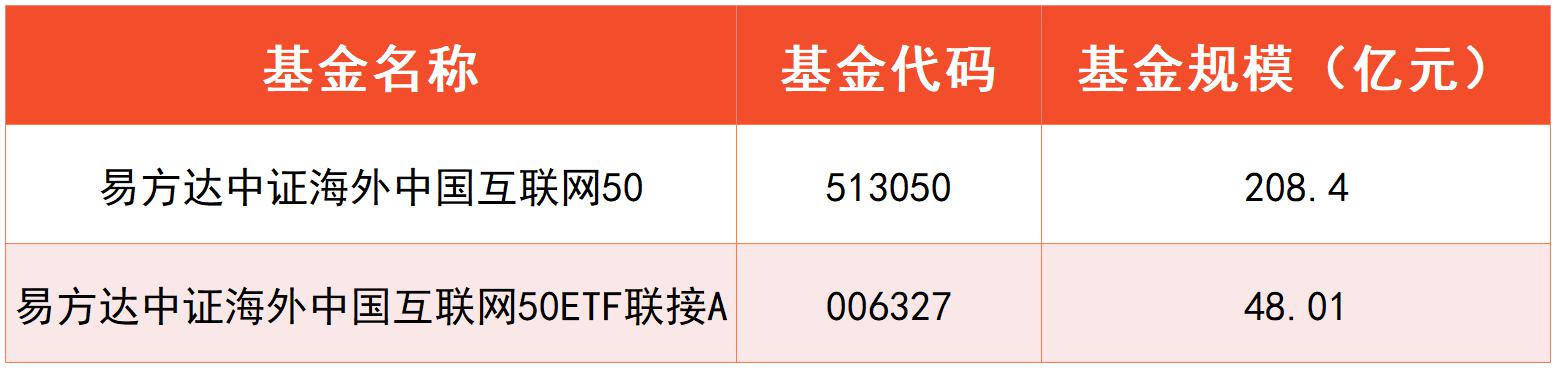 基金名称 基金代码 基金规模（亿元）
易方达中证海外中国互联网50 513050 208.4
易方达中证海外中国互联网50ETF联接A 006327 48.01